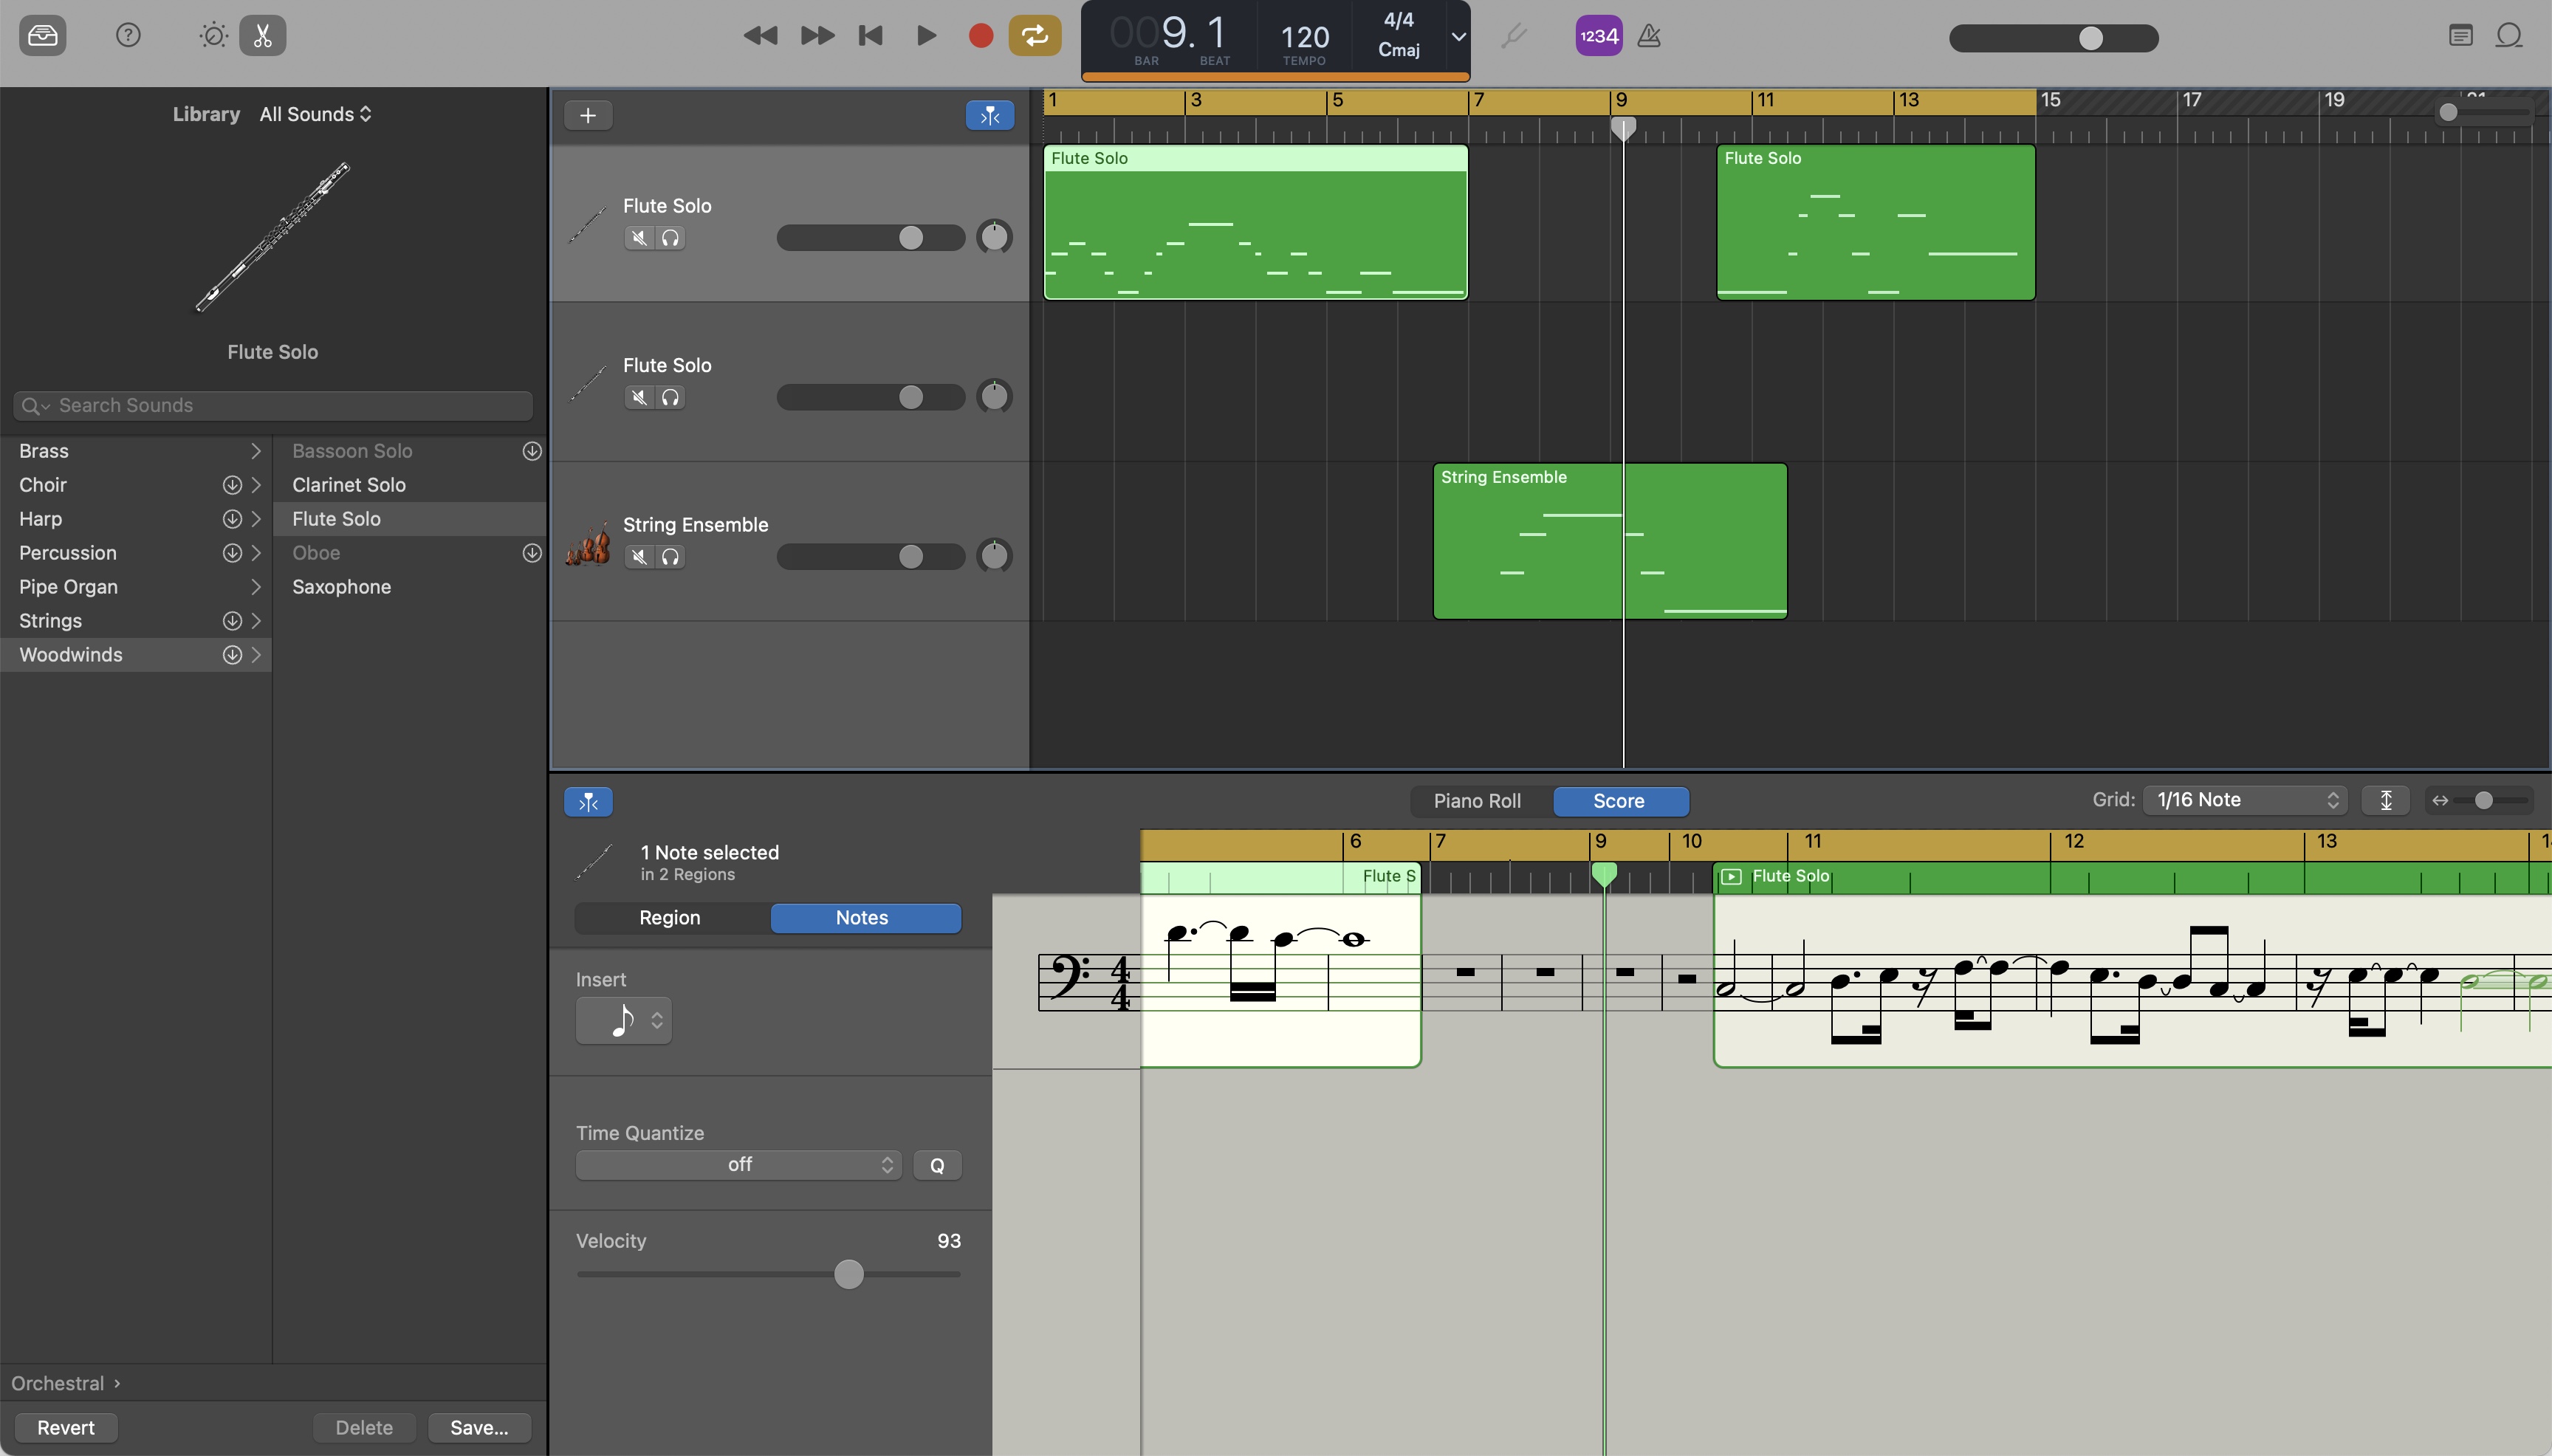 009. 1
BAR
BEAT
120
TEMPO
4/4
Cmaj
1234
Library All Sounds
Flute Solo
Search Sounds
Brass
Choir
Harp
Percussion
Pipe Organ
Strings
Woodwinds
Bassoon Solo
Clarinet Solo
Flute Solo
Oboe
Saxophone
Orchestral
Revert
Delete
Save...
1 3 5 7 9 11 13 15 17 19
Flute Solo
Flute Solo
String Ensemble
Flute Solo
Flute Solo
String Ensemble
Piano Roll
Score
Grid: 1/16 Note
1 Note selected
in 2 Regions
Region
Notes
Insert
Time Quantize
off
Q
Velocity 93
6 7 9 10 11 12 13
Flute S
Flute Solo
4
4